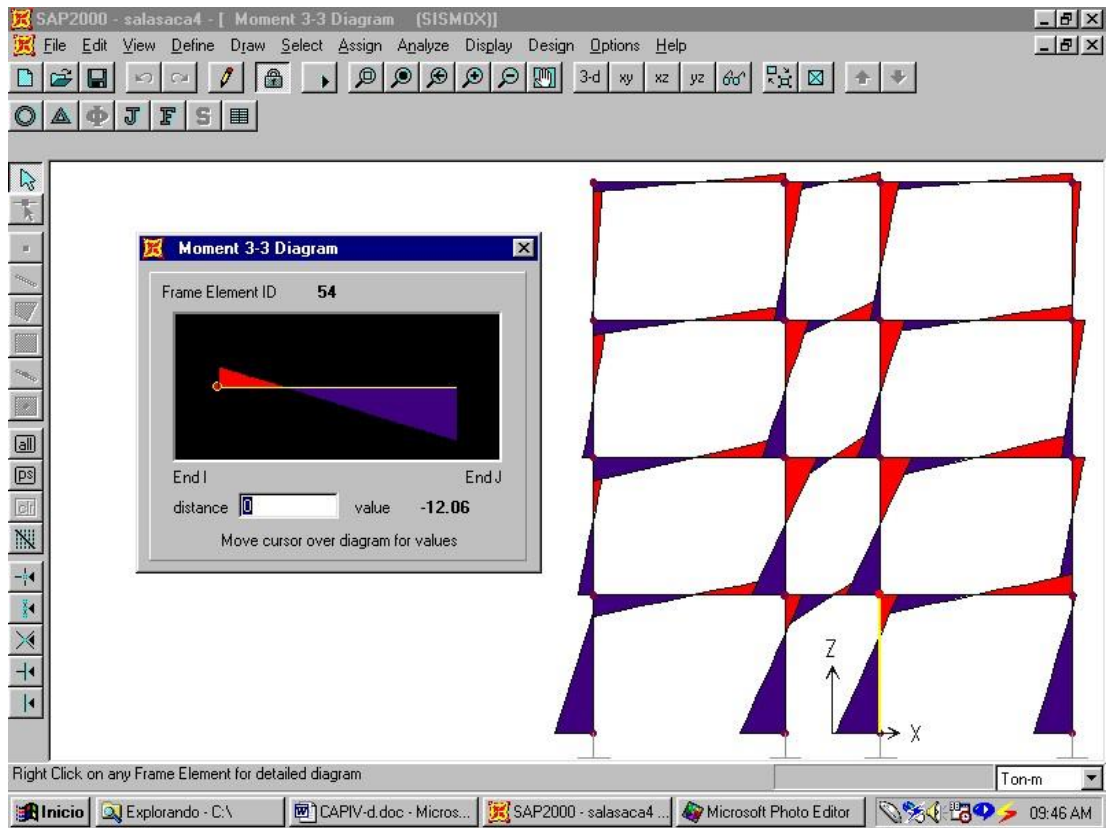 SAP2000 - salasaca4 - [ Moment 3-3 Diagram (SISMOX)]
File Edit View Define Draw Select Assign Analyze Display Design Options Help
3-d xy xz yz
J F S
Moment 3-3 Diagram
Frame Element ID 54
End I End J
distance 0 value -12.06
Move cursor over diagram for values
all
ps
clr
Z
X
Right Click on any Frame Element for detailed diagram
Ton-m
Inicio Explorando - C:\ CAPIV-d.doc - Micros... SAP2000 - salasaca4 ... Microsoft Photo Editor 09:46 AM